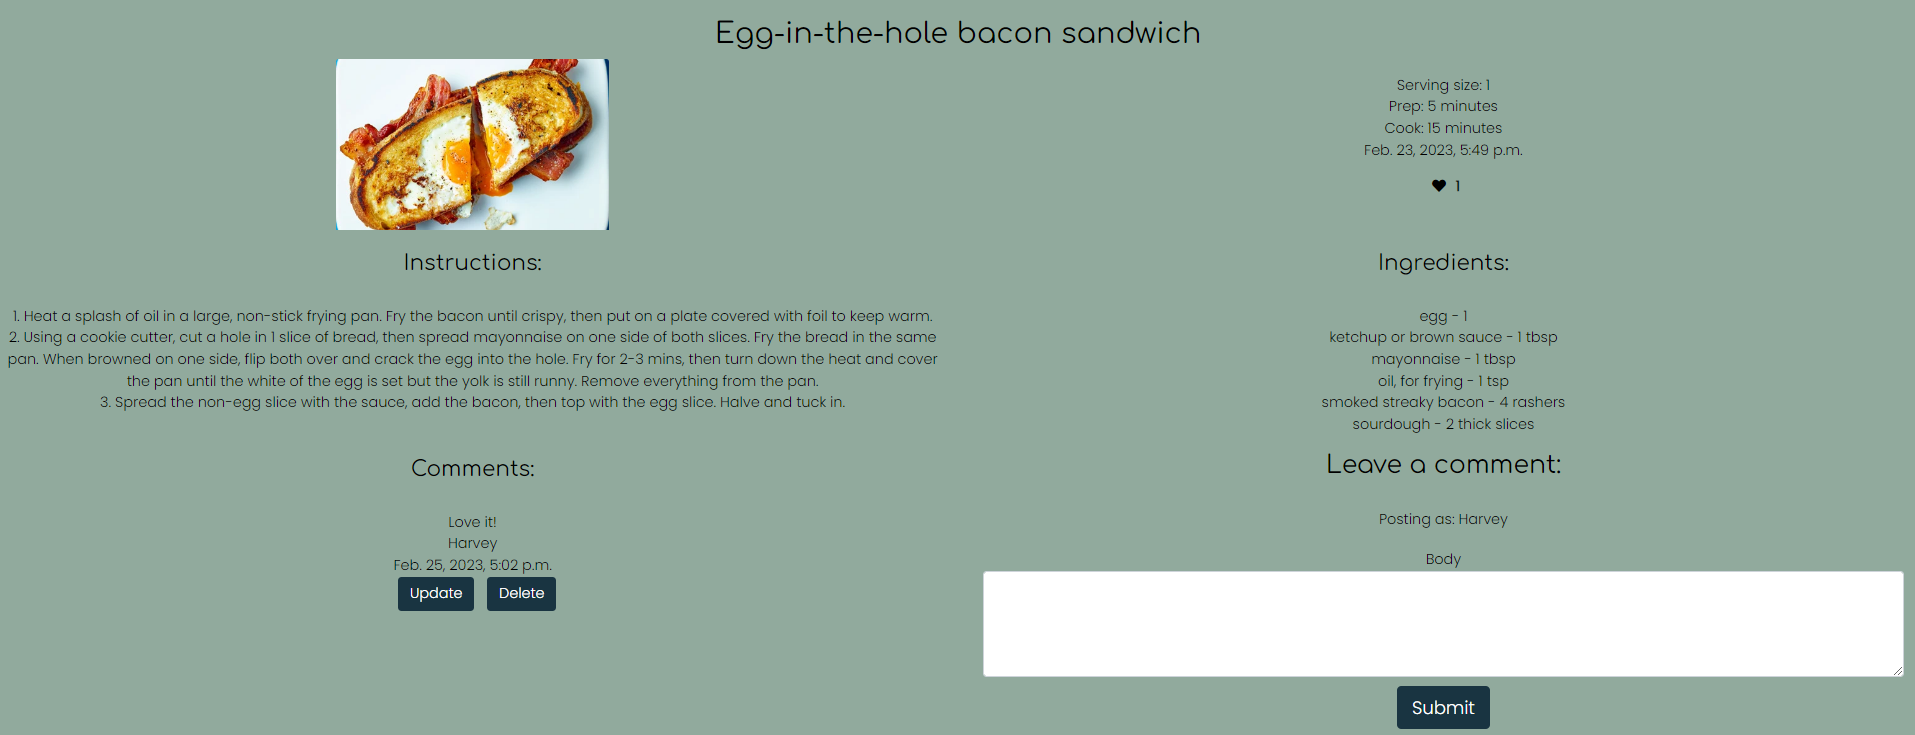 Egg-in-the-hole bacon sandwich
Serving size: 1
Prep: 5 minutes
Cook: 15 minutes
Feb. 23, 2023, 5:49 p.m.
1
Instructions:
1. Heat a splash of oil in a large, non-stick frying pan. Fry the bacon until crispy, then put on a plate covered with foil to keep warm.
2. Using a cookie cutter, cut a hole in 1 slice of bread, then spread mayonnaise on one side of both slices. Fry the bread in the same
pan. When browned on one side, flip both over and crack the egg into the hole. Fry for 2-3 mins, then turn down the heat and cover
the pan until the white of the egg is set but the yolk is still runny. Remove everything from the pan.
3. Spread the non-egg slice with the sauce, add the bacon, then top with the egg slice. Halve and tuck in.
Ingredients:
egg - 1
ketchup or brown sauce - 1 tbsp
mayonnaise - 1 tbsp
oil, for frying - 1 tsp
smoked streaky bacon - 4 rashers
sourdough - 2 thick slices
Comments:
Love it!
Harvey
Feb. 25, 2023, 5:02 p.m.
Update Delete
Leave a comment:
Posting as: Harvey
Body
Submit